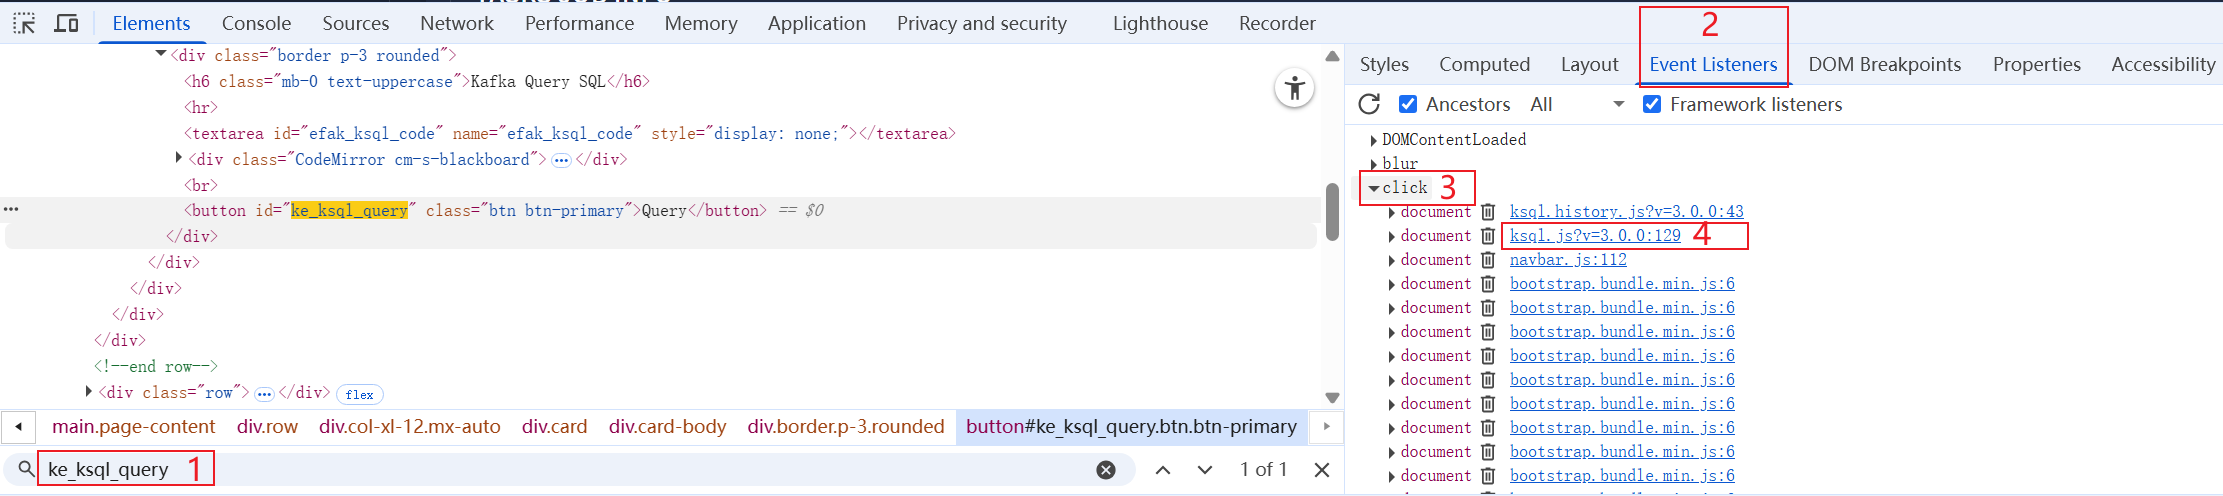 Elements Console Sources Network Performance Memory Application Privacy and security Lighthouse Recorder
<div class="border p-3 rounded">
<h6 class="mb-0 text-uppercase">Kafka Query SQL</h6>
<hr>
<textarea id="efak_ksql_code" name="efak_ksql_code" style="display: none;"></textarea>
<div class="CodeMirror cm-s-blackboard">…</div>
<br>
… <button id="ke_ksql_query" class="btn btn-primary">Query</button> == $0
</div>
</div>
</div>
</div>
</div>
<!--end row-->
<div class="row">…</div> flex
main.page-content div.row div.col-xl-12.mx-auto div.card div.card-body div.border.p-3.rounded button#ke_ksql_query.btn.btn-primary
ke_ksql_query 1 1 of 1
2
Styles Computed Layout Event Listeners DOM Breakpoints Properties Accessibility
Ancestors All Framework listeners
DOMContentLoaded
blur
click 3
document ksql.history.js?v=3.0.0:43
document ksql.js?v=3.0.0:129 4
document navbar.js:112
document bootstrap.bundle.min.js:6
document bootstrap.bundle.min.js:6
document bootstrap.bundle.min.js:6
document bootstrap.bundle.min.js:6
document bootstrap.bundle.min.js:6
document bootstrap.bundle.min.js:6
document bootstrap.bundle.min.js:6
document bootstrap.bundle.min.js:6
document bootstrap.bundle.min.js:6